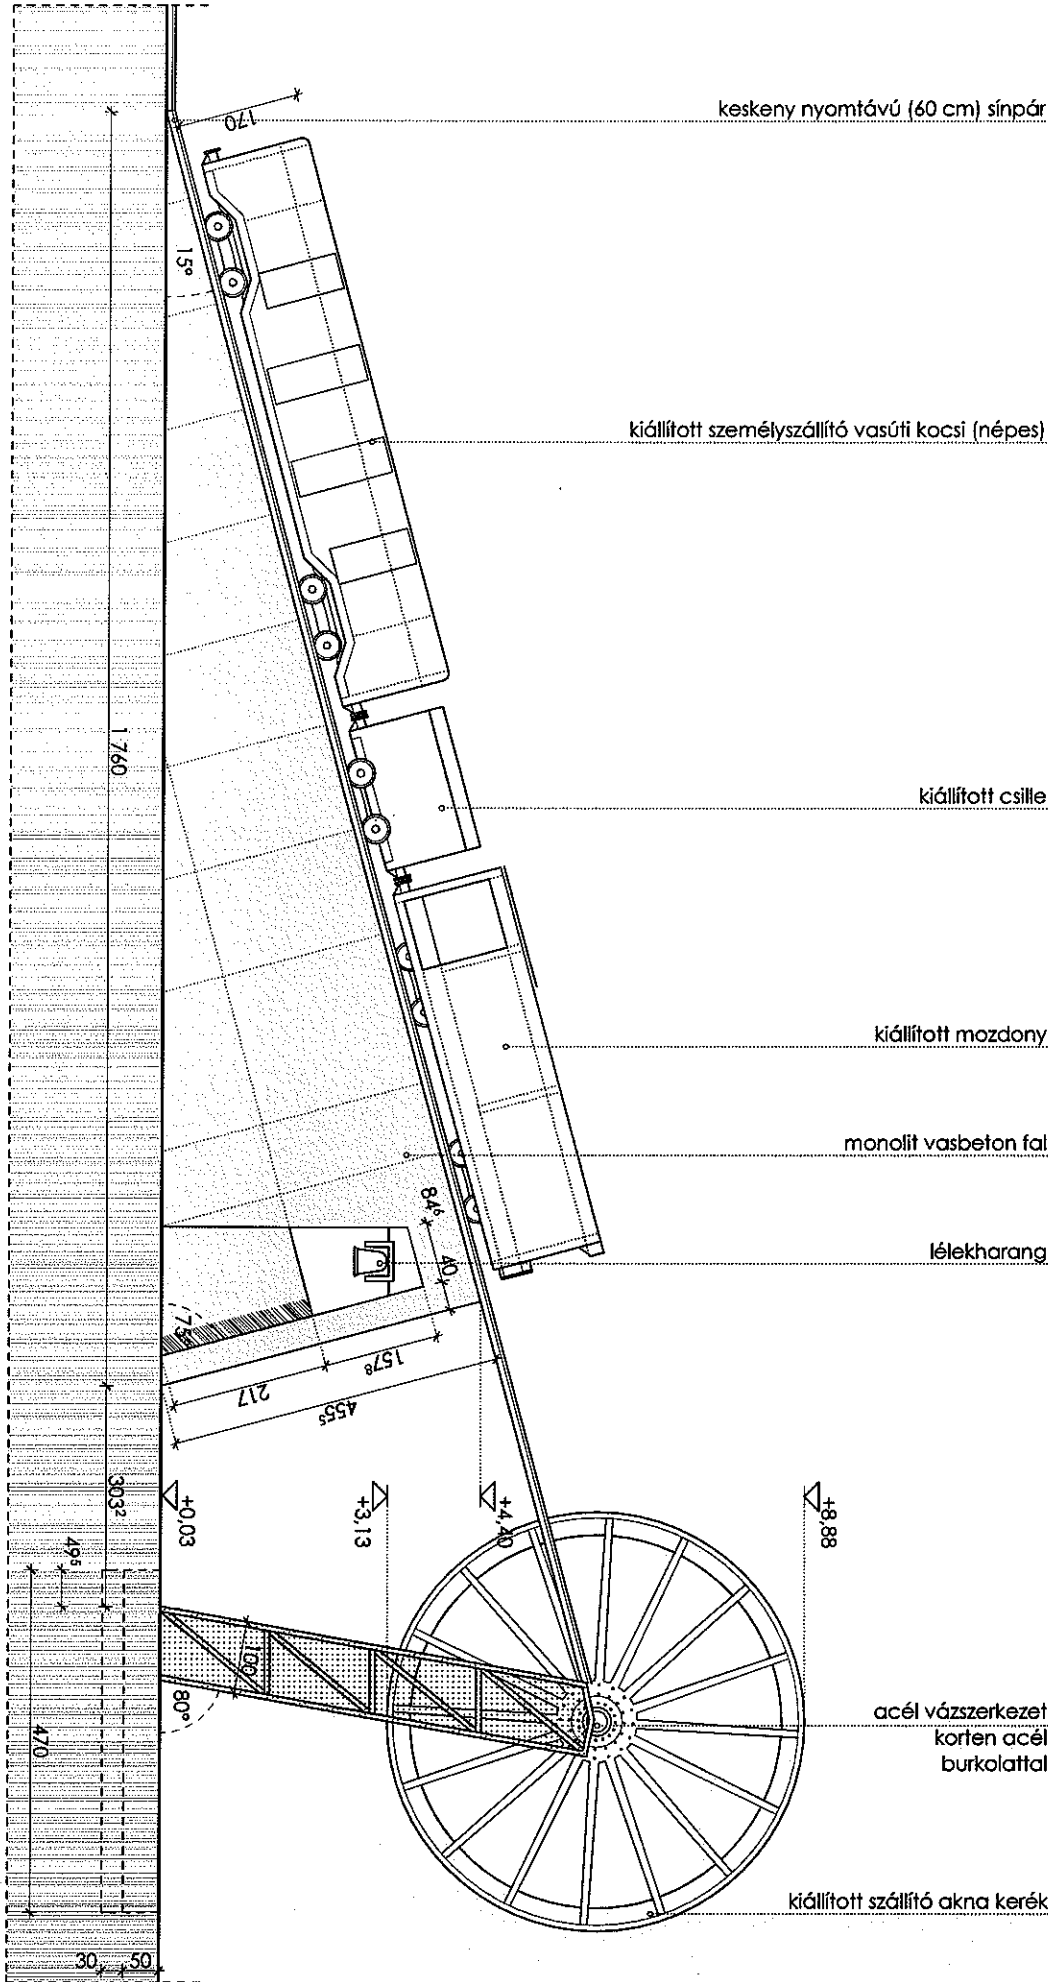 170
keskeny nyomtávú (60 cm) sínpár
15°
kiállított személyszállító vasúti kocsi (népes)
1 760
kiállított csille
kiállított mozdony
monolit vasbeton fal
84⁶
40
lélekharang
75°
157⁸
217
455⁵
303²
+0,03
+3,13
+4,40
+8,88
49⁵
100
80°
470
acél vázszerkezet
korten acél
burkolattal
kiállított szállító akna kerék
30
50